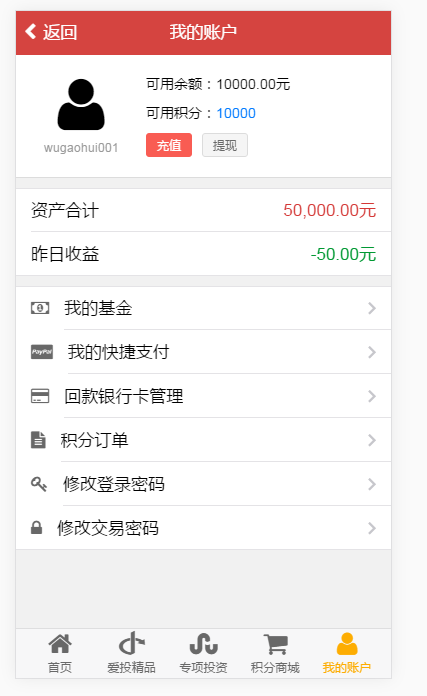 返回 我的账户
可用余额：10000.00元
可用积分：10000
wugaohui001
充值 提现
资产合计 50,000.00元
昨日收益 -50.00元
我的基金
PayPal 我的快捷支付
回款银行卡管理
积分订单
修改登录密码
修改交易密码
首页 爱投精品 专项投资 积分商城 我的账户